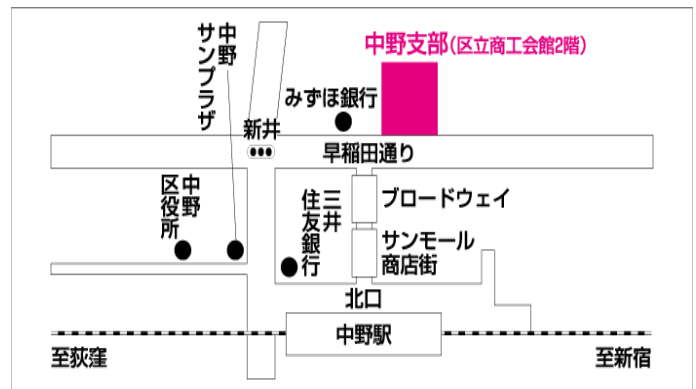 中野支部(区立商工会館2階)
中野
サンプラザ
みずほ銀行
新井
早稲田通り
中野
区役所
三井
住友銀行
ブロードウェイ
サンモール
商店街
北口
中野駅
至荻窪
至新宿